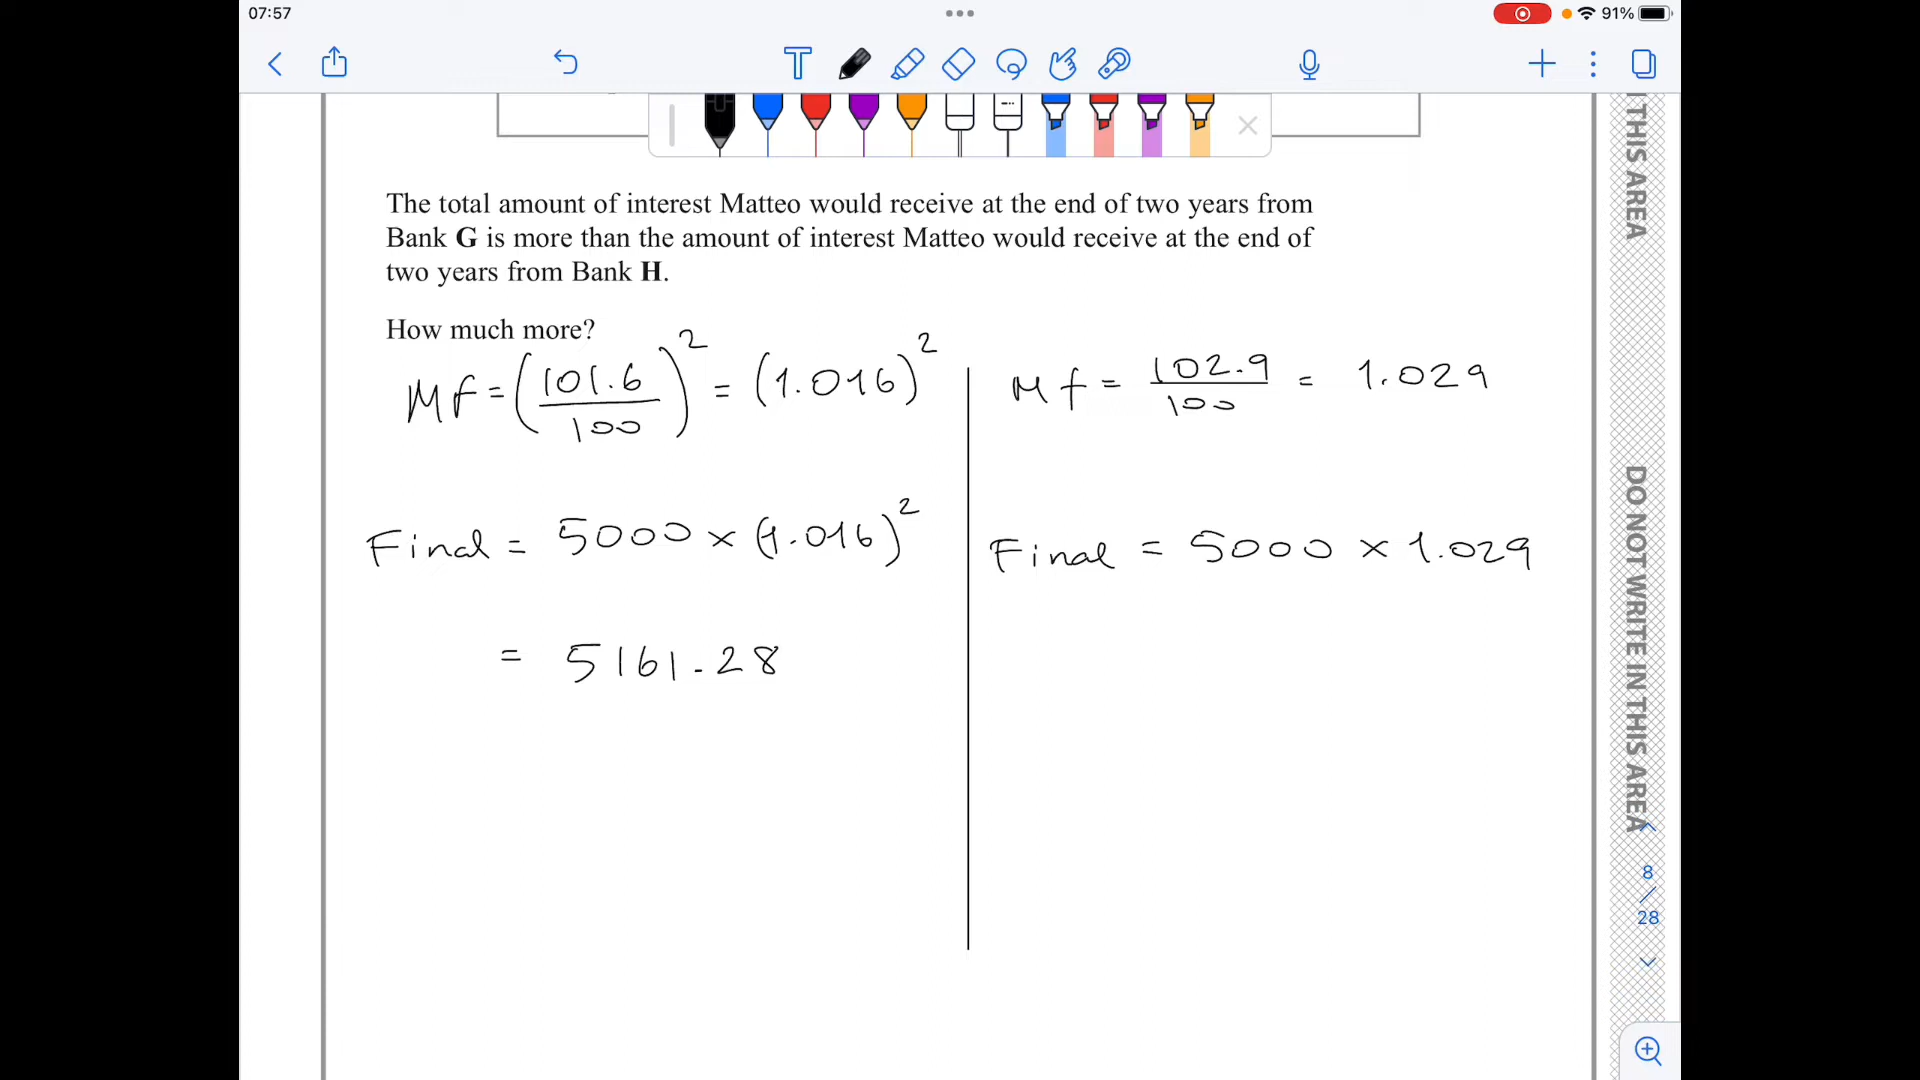 07:57
91%
The total amount of interest Matteo would receive at the end of two years from
Bank G is more than the amount of interest Matteo would receive at the end of
two years from Bank H.
How much more?
Mf = (101.6/100)² = (1.016)²
Final = 5000 × (1.016)²
= 5161.28
Mf = 102.9/100 = 1.029
Final = 5000 × 1.029
THIS AREA
DO NOT WRITE IN THIS AREA
8
/
28